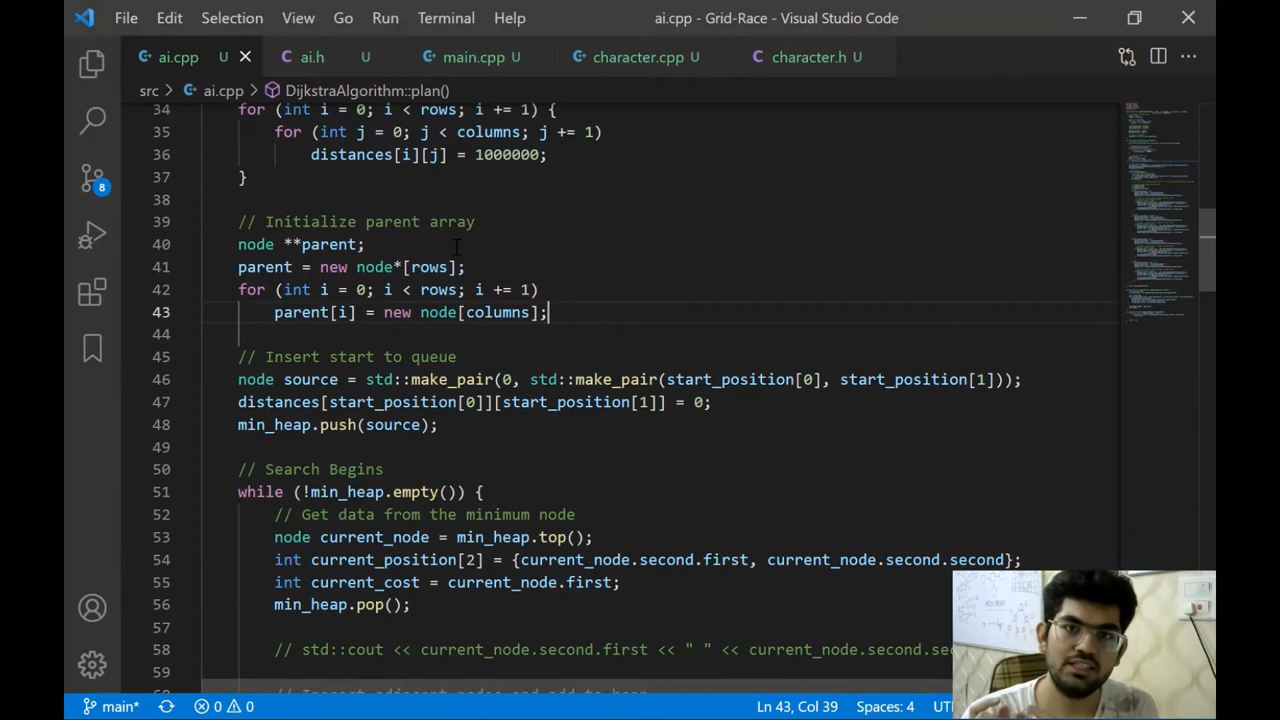 File Edit Selection View Go Run Terminal Help ai.cpp - Grid-Race - Visual Studio Code
ai.cpp U ai.h U main.cpp U character.cpp U character.h U
src > ai.cpp > DijkstraAlgorithm::plan()
34 for (int i = 0; i < rows; i += 1) {
35 for (int j = 0; j < columns; j += 1)
36 distances[i][j] = 1000000;
37 }
38
39 // Initialize parent array
40 node **parent;
41 parent = new node*[rows];
42 for (int i = 0; i < rows; i += 1)
43 parent[i] = new node[columns];
44
45 // Insert start to queue
46 node source = std::make_pair(0, std::make_pair(start_position[0], start_position[1]));
47 distances[start_position[0]][start_position[1]] = 0;
48 min_heap.push(source);
49
50 // Search Begins
51 while (!min_heap.empty()) {
52 // Get data from the minimum node
53 node current_node = min_heap.top();
54 int current_position[2] = {current_node.second.first, current_node.second.second};
55 int current_cost = current_node.first;
56 min_heap.pop();
57
58 // std::cout << current_node.second.first << " " << current_node.second.se
59
8
main* 0 0 Ln 43, Col 39 Spaces: 4 UT